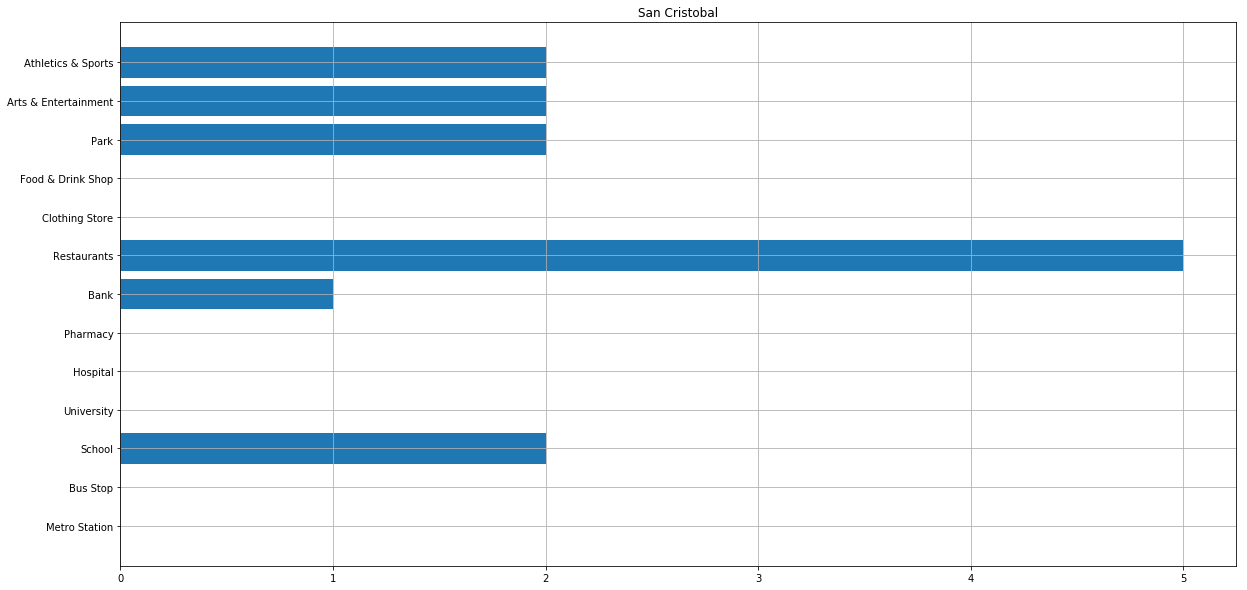 San Cristobal
Athletics & Sports
Arts & Entertainment
Park
Food & Drink Shop
Clothing Store
Restaurants
Bank
Pharmacy
Hospital
University
School
Bus Stop
Metro Station
0 1 2 3 4 5